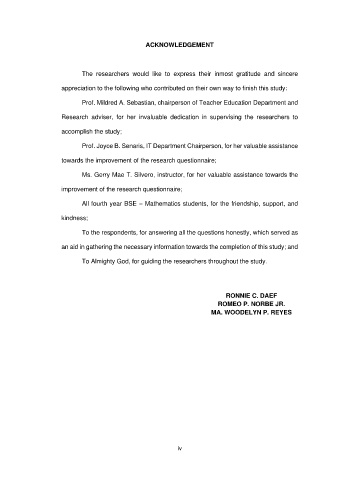 ACKNOWLEDGEMENT
The researchers would like to express their inmost gratitude and sincere
appreciation to the following who contributed on their own way to finish this study:
Prof. Mildred A. Sebastian, chairperson of Teacher Education Department and
Research adviser, for her invaluable dedication in supervising the researchers to
accomplish the study;
Prof. Joyce B. Senaris, IT Department Chairperson, for her valuable assistance
towards the improvement of the research questionnaire;
Ms. Gerry Mae T. Silvero, instructor, for her valuable assistance towards the
improvement of the research questionnaire;
All fourth year BSE – Mathematics students, for the friendship, support, and
kindness;
To the respondents, for answering all the questions honestly, which served as
an aid in gathering the necessary information towards the completion of this study; and
To Almighty God, for guiding the researchers throughout the study.
RONNIE C. DAEF
ROMEO P. NORBE JR.
MA. WOODELYN P. REYES
iv